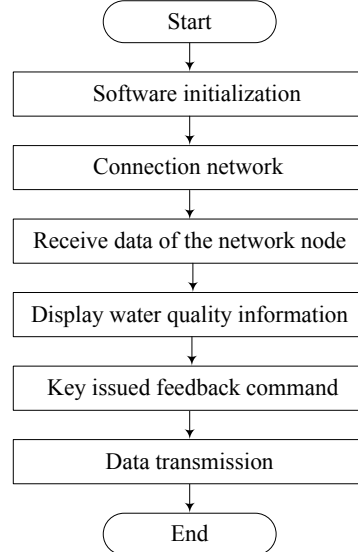 Start
Software initialization
Connection network
Receive data of the network node
Display water quality information
Key issued feedback command
Data transmission
End